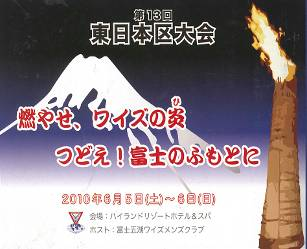 第13回
東日本区大会
燃やせ、ワイズの炎
つどえ！富士のふもとに
2010年6月5日(土)～6日(日)
会場：ハイランドリゾートホテル＆スパ
ホスト：富士五湖ワイズメンズクラブ